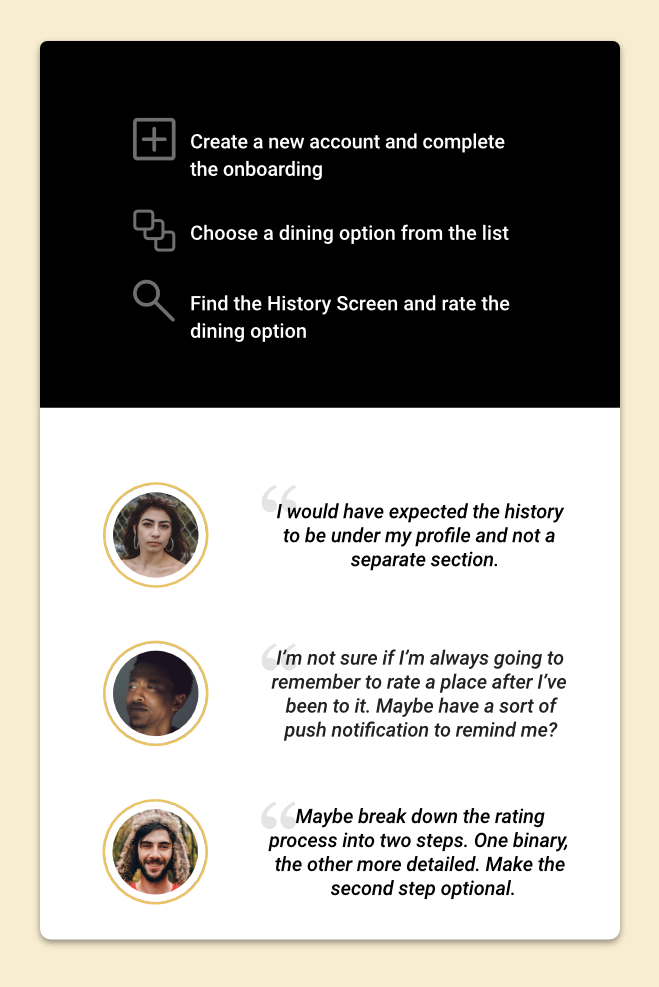 Create a new account and complete
the onboarding
Choose a dining option from the list
Find the History Screen and rate the
dining option
“
I would have expected the history
to be under my profile and not a
separate section.
“
I’m not sure if I’m always going to
remember to rate a place after I’ve
been to it. Maybe have a sort of
push notification to remind me?
“
Maybe break down the rating
process into two steps. One binary,
the other more detailed. Make the
second step optional.